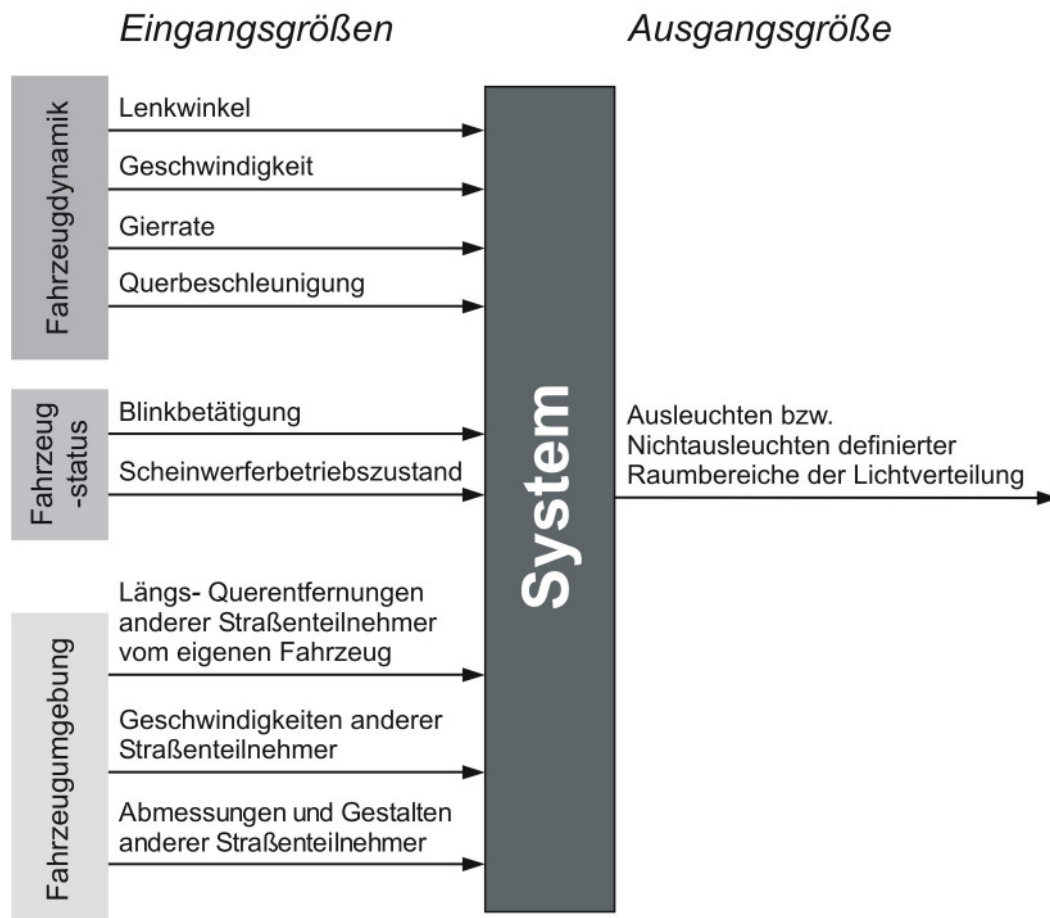 Eingangsgrößen
Ausgangsgröße
Fahrzeugdynamik
Lenkwinkel
Geschwindigkeit
Gierrate
Querbeschleunigung
Fahrzeug
-status
Blinkbetätigung
Scheinwerferbetriebszustand
Fahrzeugumgebung
Längs- Querentfernungen
anderer Straßenteilnehmer
vom eigenen Fahrzeug
Geschwindigkeiten anderer
Straßenteilnehmer
Abmessungen und Gestalten
anderer Straßenteilnehmer
System
Ausleuchten bzw.
Nichtausleuchten definierter
Raumbereiche der Lichtverteilung